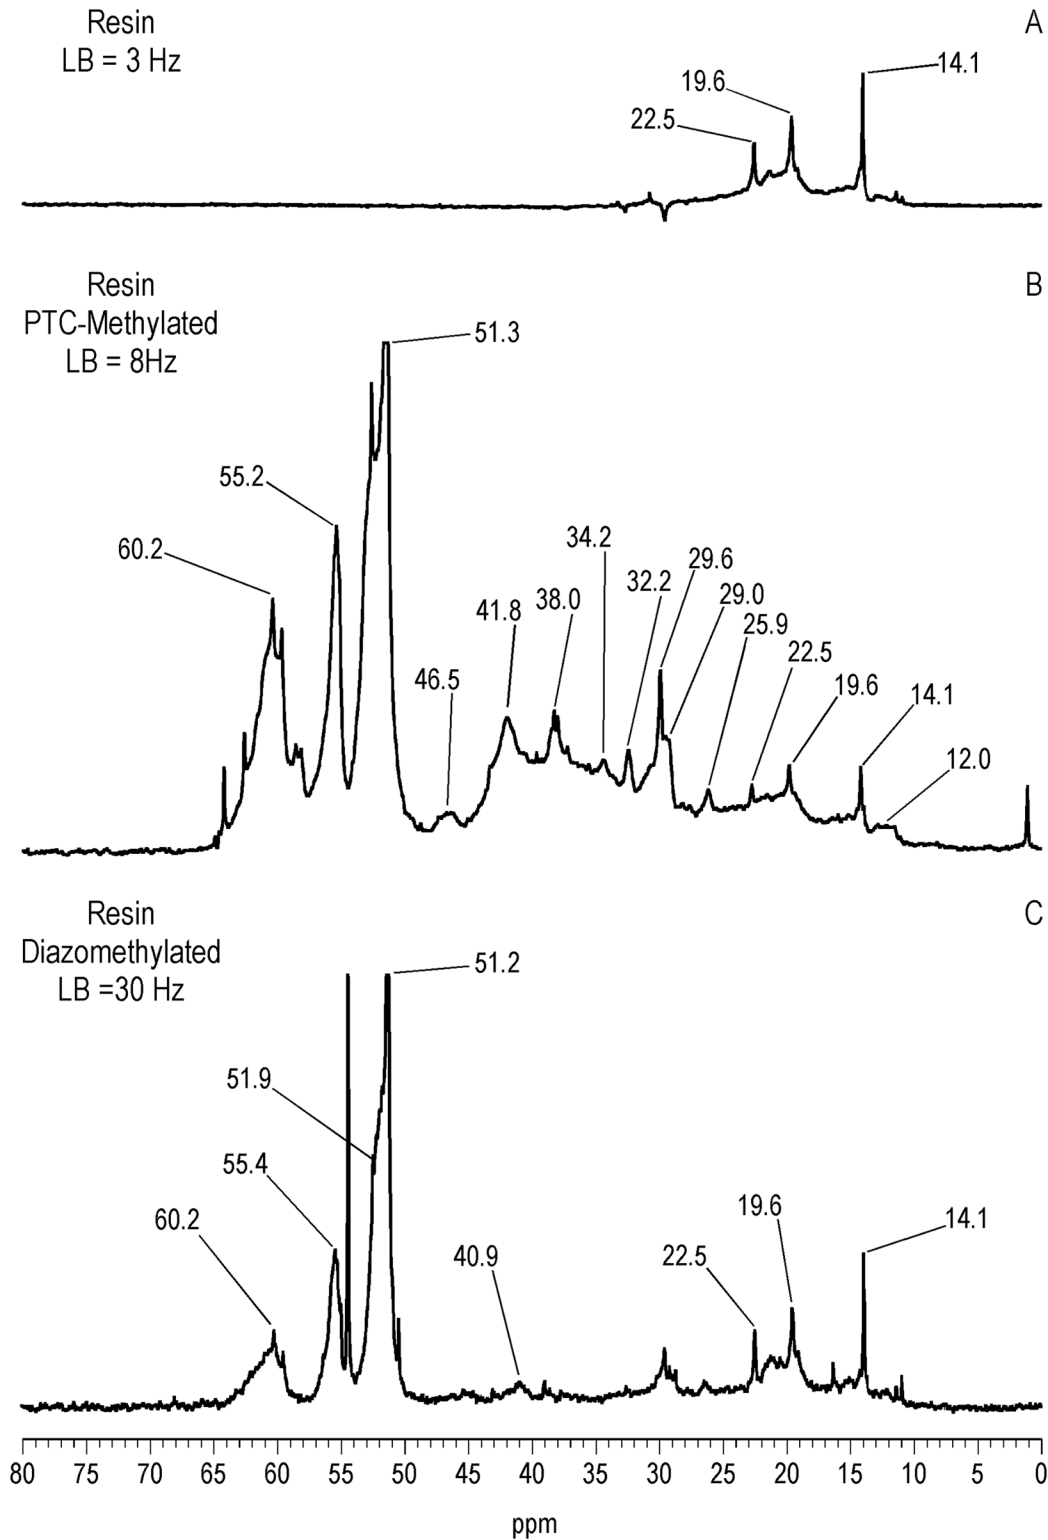 Resin
LB = 3 Hz
A
14.1
19.6
22.5
Resin
PTC-Methylated
LB = 8Hz
B
51.3
55.2
60.2
46.5
41.8
38.0
34.2
32.2
29.6
29.0
25.9
22.5
19.6
14.1
12.0
Resin
Diazomethylated
LB =30 Hz
C
51.2
51.9
55.4
60.2
40.9
22.5
19.6
14.1
80 75 70 65 60 55 50 45 40 35 30 25 20 15 10 5 0
ppm